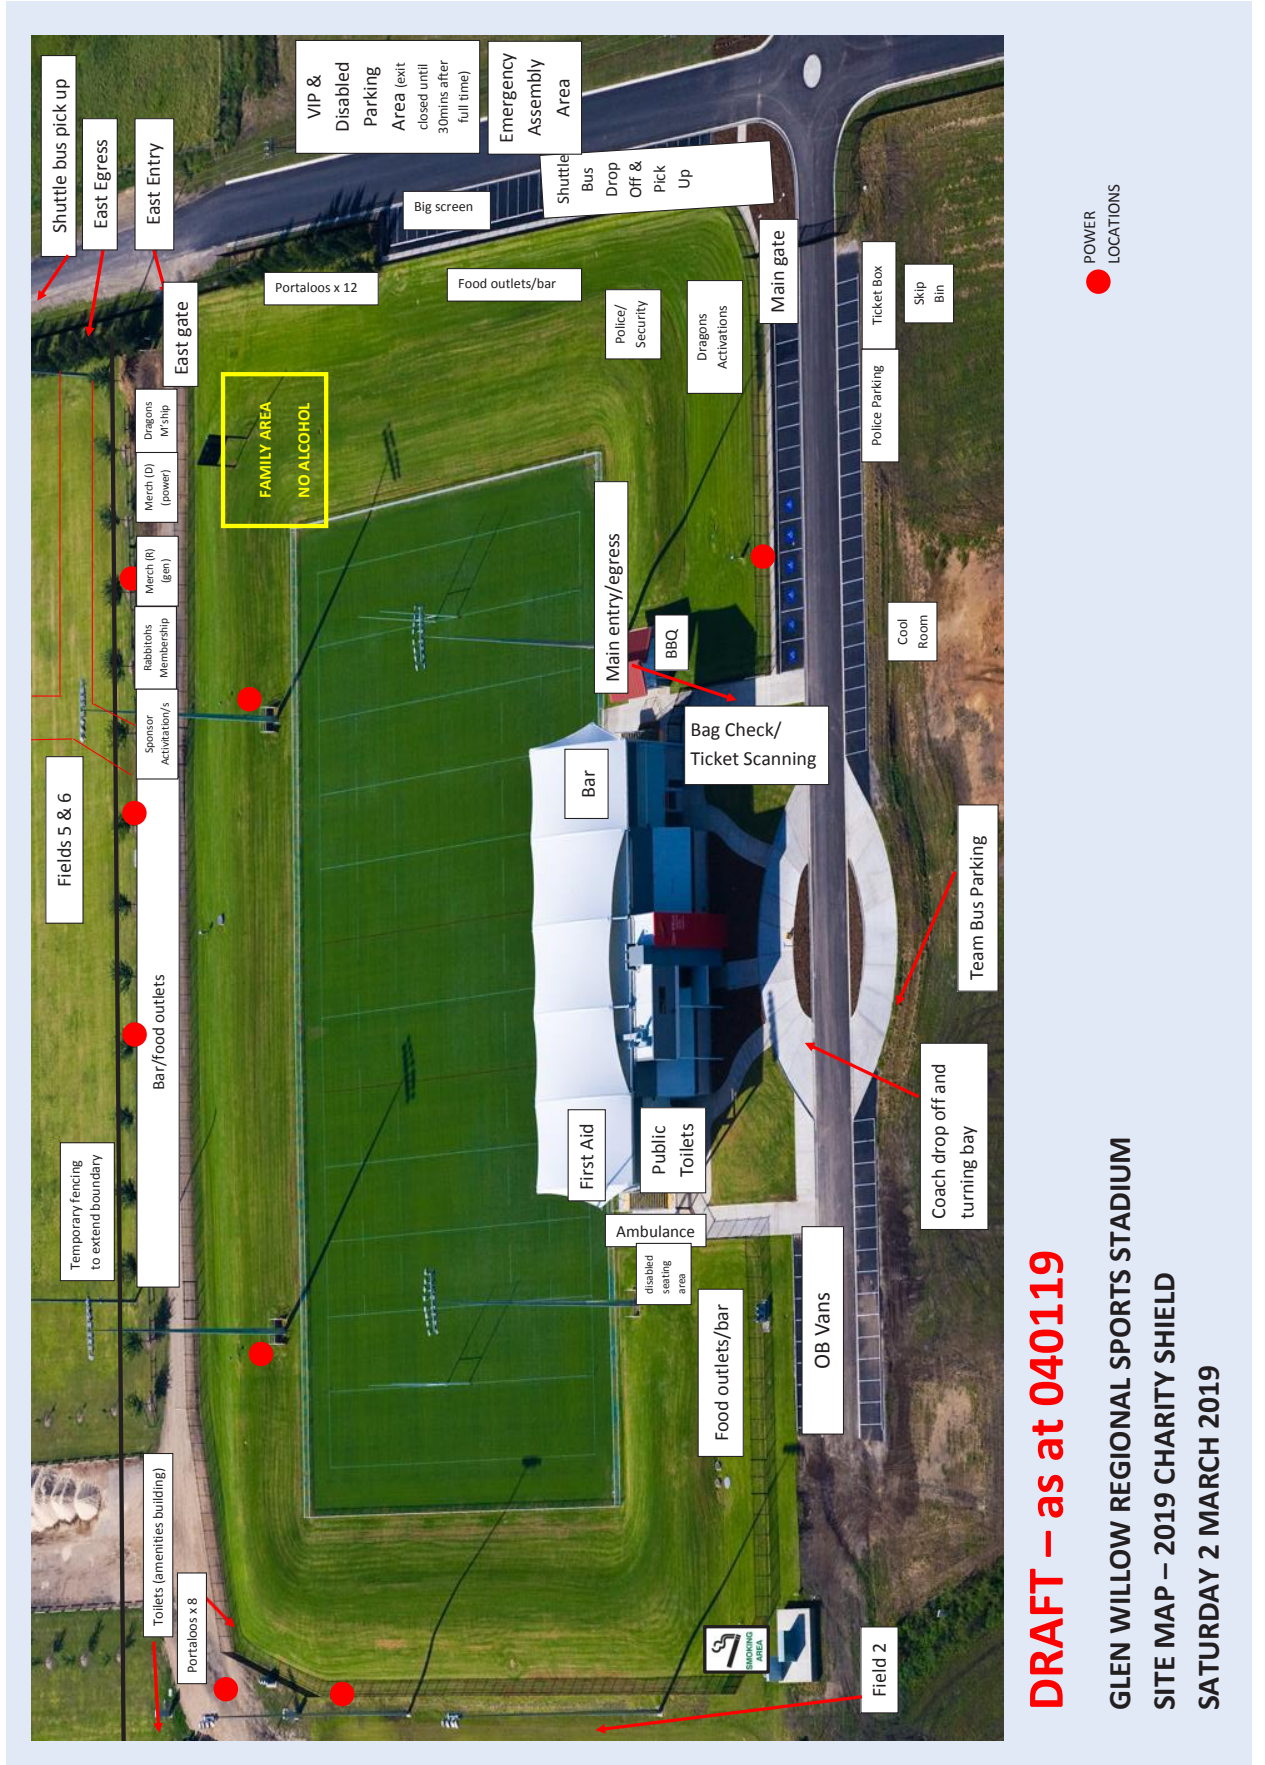 Shuttle bus pick up
East Egress
East Entry
VIP &
Disabled
Parking
Area (exit
closed until
30mins after
full time)
Emergency
Assembly
Area
Shuttle
Bus
Drop
Off &
Pick
Up
Big screen
Portaloos x 12
Food outlets/bar
Police/
Security
Dragons
Activations
Main gate
Ticket Box
Skip
Bin
Police Parking
East gate
Dragons
M'ship
Merch (D)
(power)
Merch (R)
(gen)
Rabbitohs
Membership
Sponsor
Activitation/s
FAMILY AREA
NO ALCOHOL
Main entry/egress
BBQ
Bag Check/
Ticket Scanning
Cool
Room
Bar
Fields 5 & 6
Bar/food outlets
Team Bus Parking
Temporary fencing
to extend boundary
First Aid
Public
Toilets
Ambulance
disabled
seating
area
Coach drop off and
turning bay
Food outlets/bar
OB Vans
Toilets (amenities building)
Portaloos x 8
SMOKING
AREA
Field 2
POWER
LOCATIONS
DRAFT – as at 040119
GLEN WILLOW REGIONAL SPORTS STADIUM
SITE MAP – 2019 CHARITY SHIELD
SATURDAY 2 MARCH 2019